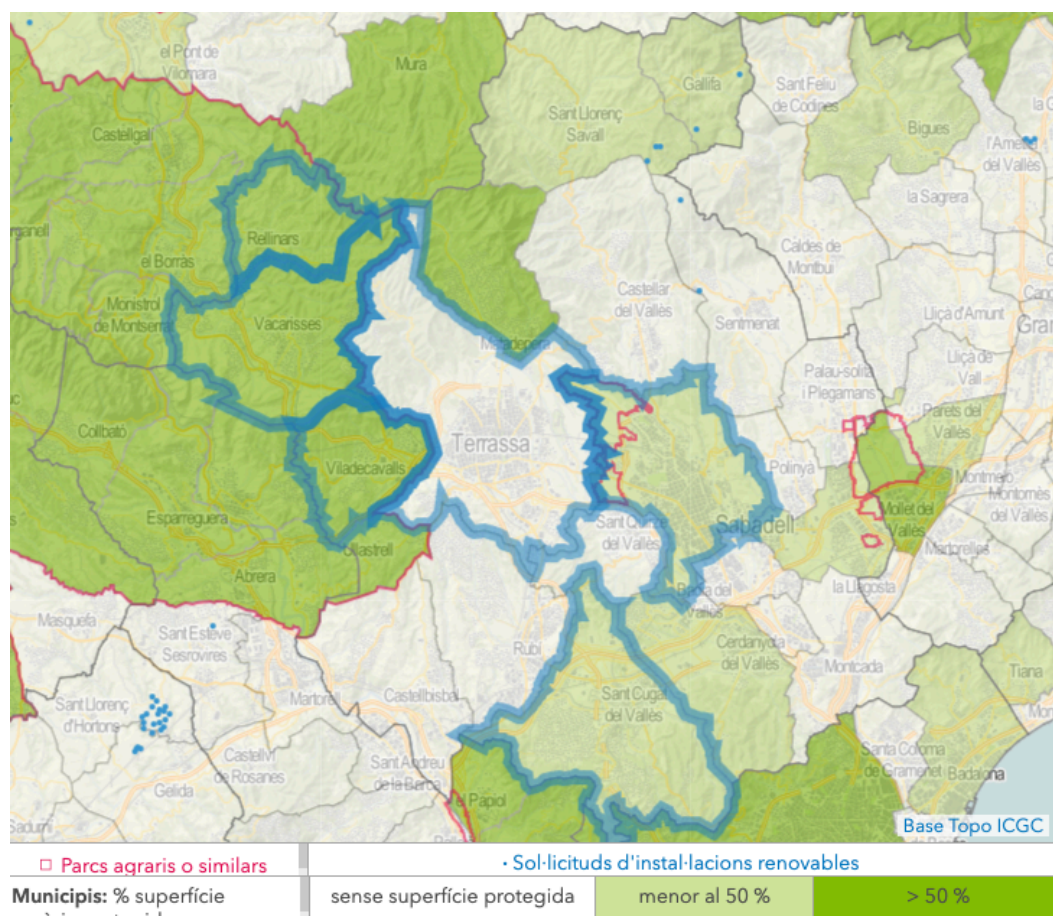 el Pont de
Vilomara
Mura
Gallifa
Sant Feliu
de Codines
Sant Llorenç
Savall
Bigues
l'Ametlla
del Vallès
Castellgalí
la Sagrera
Rellinars
el Borràs
Caldes de
Montbui
Monistrol
de Montserrat
Vacarisses
Castellar
del Vallès
Sentmenat
Lliçà d'Amunt
Matadepera
Lliçà de
Vall
Palau-solità
i Plegamans
Parets del
Vallès
Terrassa
Collbató
Viladecavalls
Polinyà
Montmeló
Montornès
del Vallès
Mollet del
Vallès
Esparreguera
Sant Quirze
del Vallès
Sabadell
Ullastrell
Martorelles
Abrera
la Llagosta
Masquefa
Sant Esteve
Sesrovires
Rubí
Cerdanyola
del Vallès
Montcada
Tiana
Sant Llorenç
d'Hortons
Martorell
Castellbisbal
Sant Cugat
del Vallès
Castellví
de Rosanes
Sant Andreu
de la Barca
Santa Coloma
de Gramenet
Badalona
Gelida
el Papiol
Base Topo ICGC
Parcs agraris o similars
· Sol·licituds d'instal·lacions renovables
Municipis: % superfície
sense superfície protegida
menor al 50 %
> 50 %